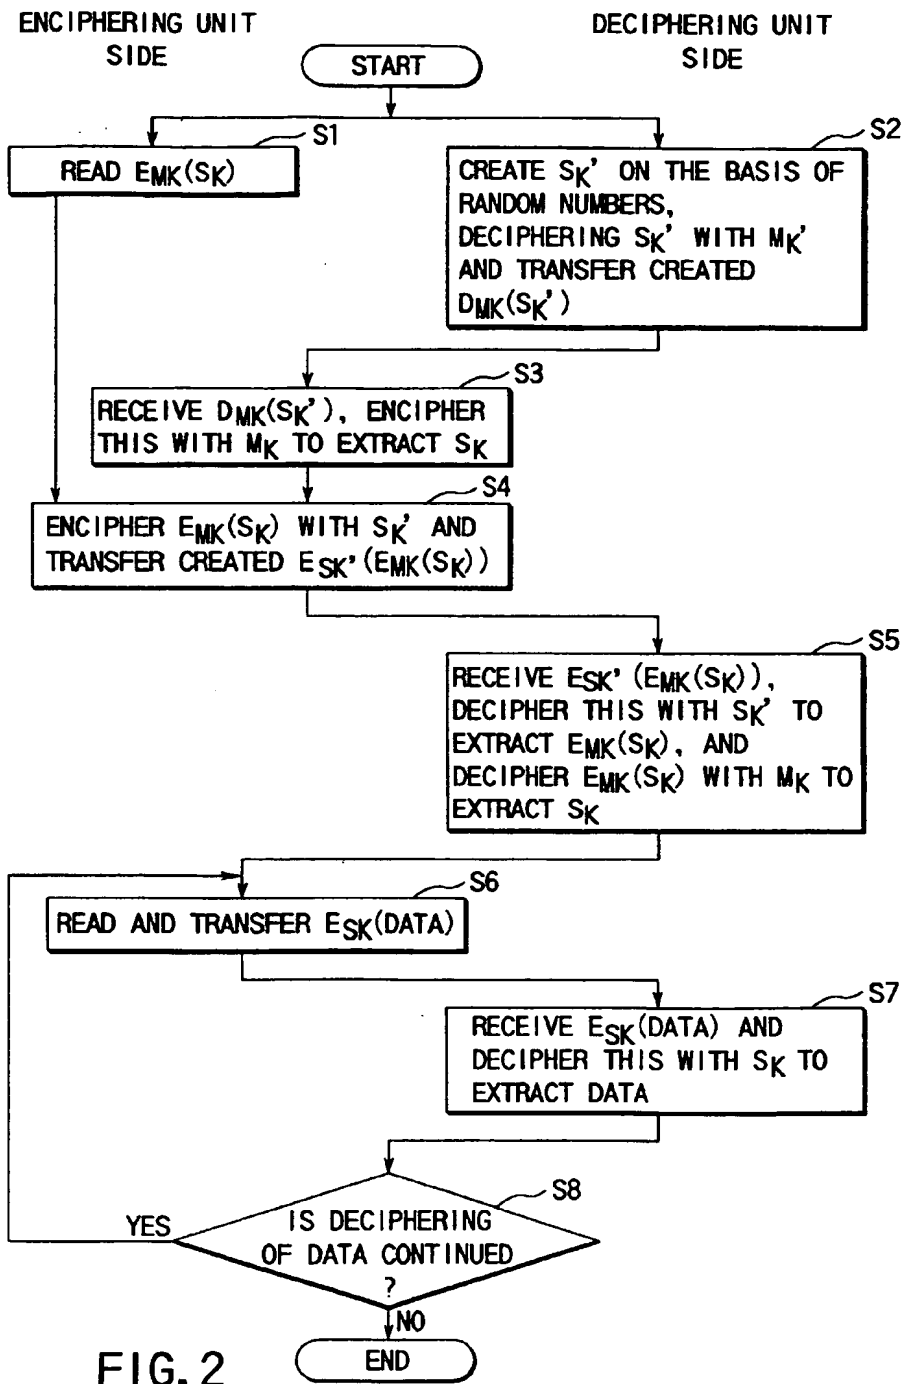 ENCIPHERING UNIT
SIDE
DECIPHERING UNIT
SIDE
START
S1
READ EMK(SK)
S2
CREATE SK' ON THE BASIS OF
RANDOM NUMBERS,
DECIPHERING SK' WITH MK'
AND TRANSFER CREATED
DMK(SK')
S3
RECEIVE DMK(SK'), ENCIPHER
THIS WITH MK TO EXTRACT SK
S4
ENCIPHER EMK(SK) WITH SK' AND
TRANSFER CREATED ESK'(EMK(SK))
S5
RECEIVE ESK'(EMK(SK)),
DECIPHER THIS WITH SK' TO
EXTRACT EMK(SK), AND
DECIPHER EMK(SK) WITH MK TO
EXTRACT SK
S6
READ AND TRANSFER ESK(DATA)
S7
RECEIVE ESK(DATA) AND
DECIPHER THIS WITH SK TO
EXTRACT DATA
S8
YES
IS DECIPHERING
OF DATA CONTINUED
?
NO
END
FIG. 2